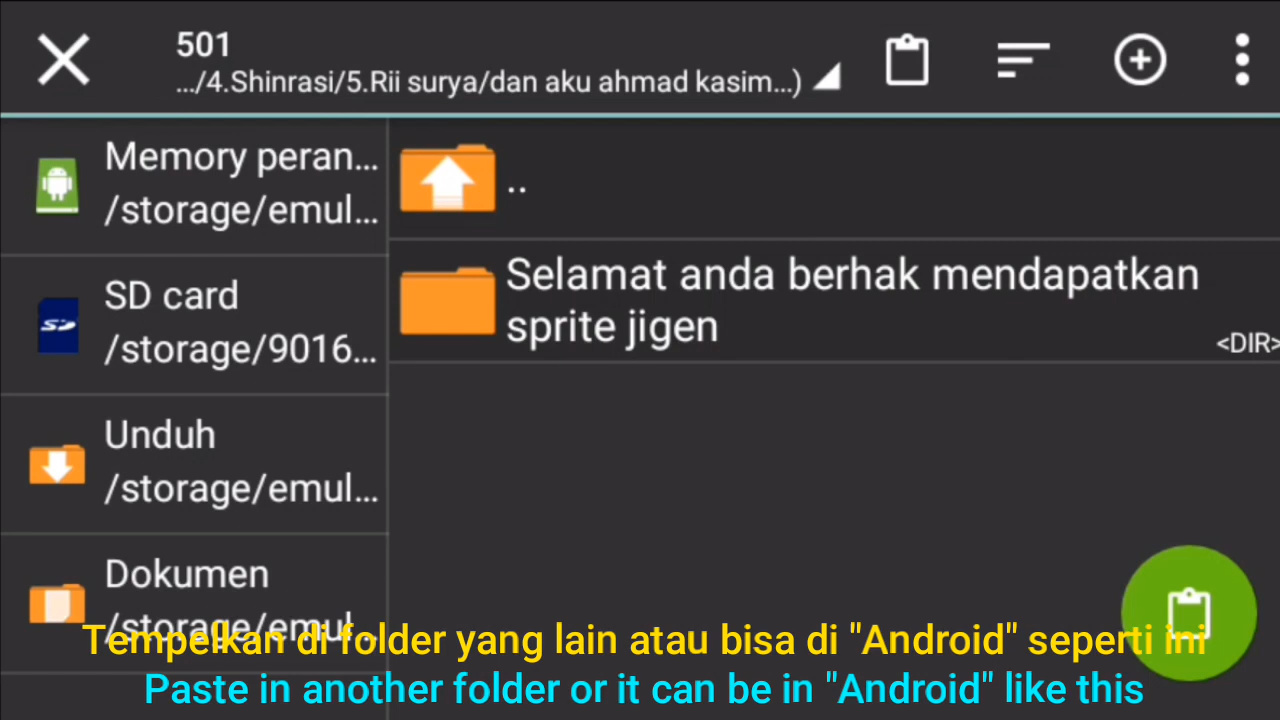 501
.../4.Shinrasi/5.Rii surya/dan aku ahmad kasim...)
Memory peran...
/storage/emul...
SD card
/storage/9016...
Unduh
/storage/emul...
Dokumen
/storage/emul...
..
Selamat anda berhak mendapatkan
sprite jigen
<DIR>
Tempelkan di folder yang lain atau bisa di "Android" seperti ini
Paste in another folder or it can be in "Android" like this